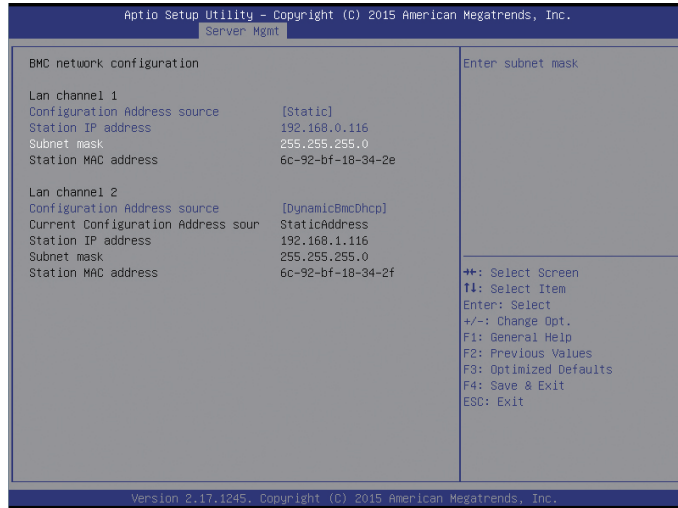 Aptio Setup Utility – Copyright (C) 2015 American Megatrends, Inc.
Server Mgmt
BMC network configuration
Lan channel 1
Configuration Address source [Static]
Station IP address 192.168.0.116
Subnet mask 255.255.255.0
Station MAC address 6c-92-bf-18-34-2e
Lan channel 2
Configuration Address source [DynamicBmcDhcp]
Current Configuration Address sour StaticAddress
Station IP address 192.168.1.116
Subnet mask 255.255.255.0
Station MAC address 6c-92-bf-18-34-2f
Enter subnet mask
→←: Select Screen
↑↓: Select Item
Enter: Select
+/-: Change Opt.
F1: General Help
F2: Previous Values
F3: Optimized Defaults
F4: Save & Exit
ESC: Exit
Version 2.17.1245. Copyright (C) 2015 American Megatrends, Inc.